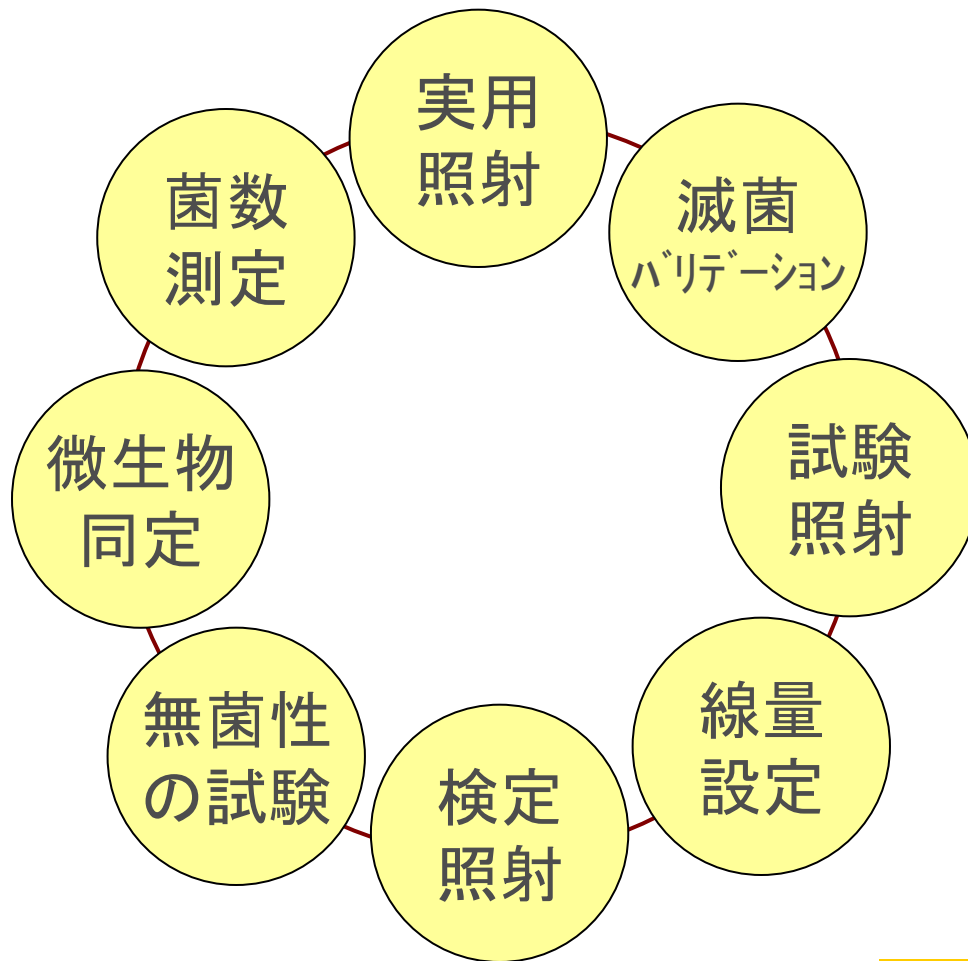 実用
照射
滅菌
ﾊﾞﾘﾃﾞｰｼｮﾝ
試験
照射
線量
設定
検定
照射
無菌性
の試験
微生物
同定
菌数
測定